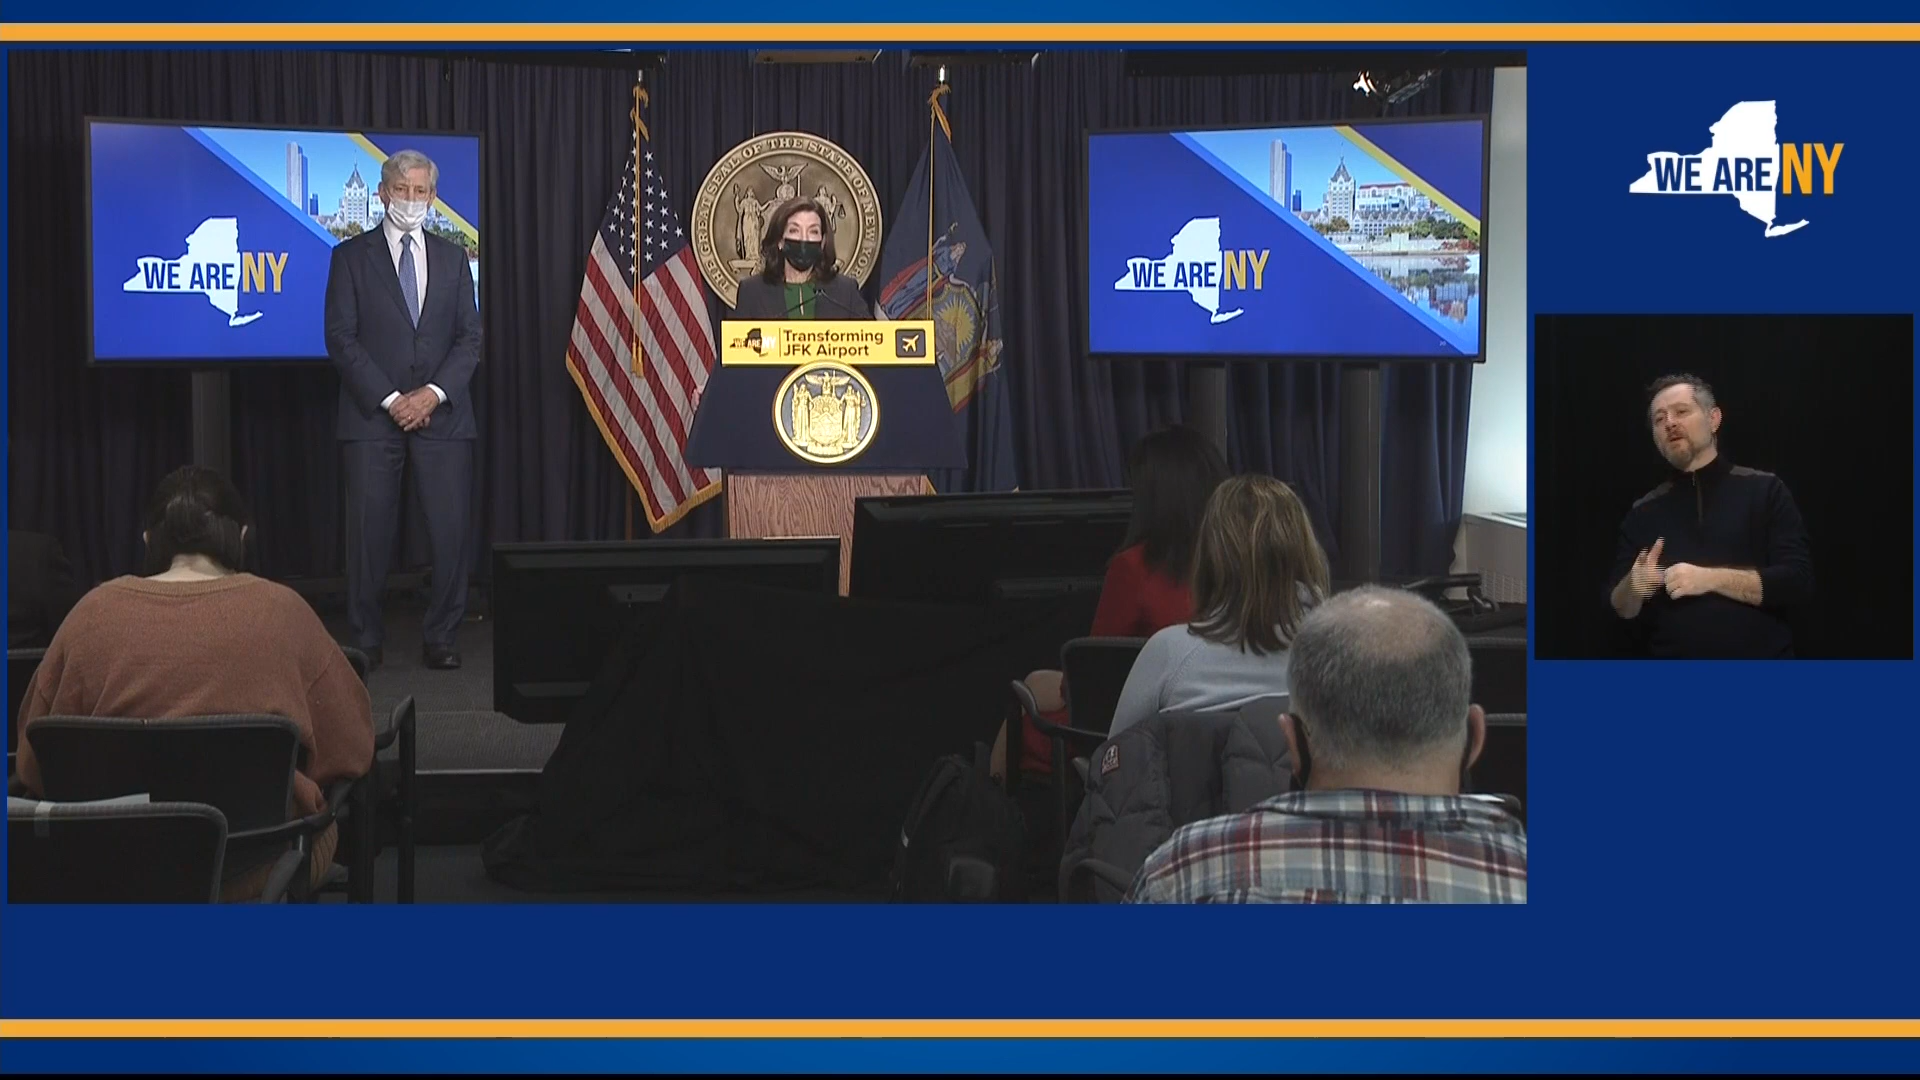 WE ARE NY
WE ARE NY
THE GREAT SEAL OF THE STATE OF NEW YORK
WE ARE NY
WE ARE NY
Transforming
JFK Airport